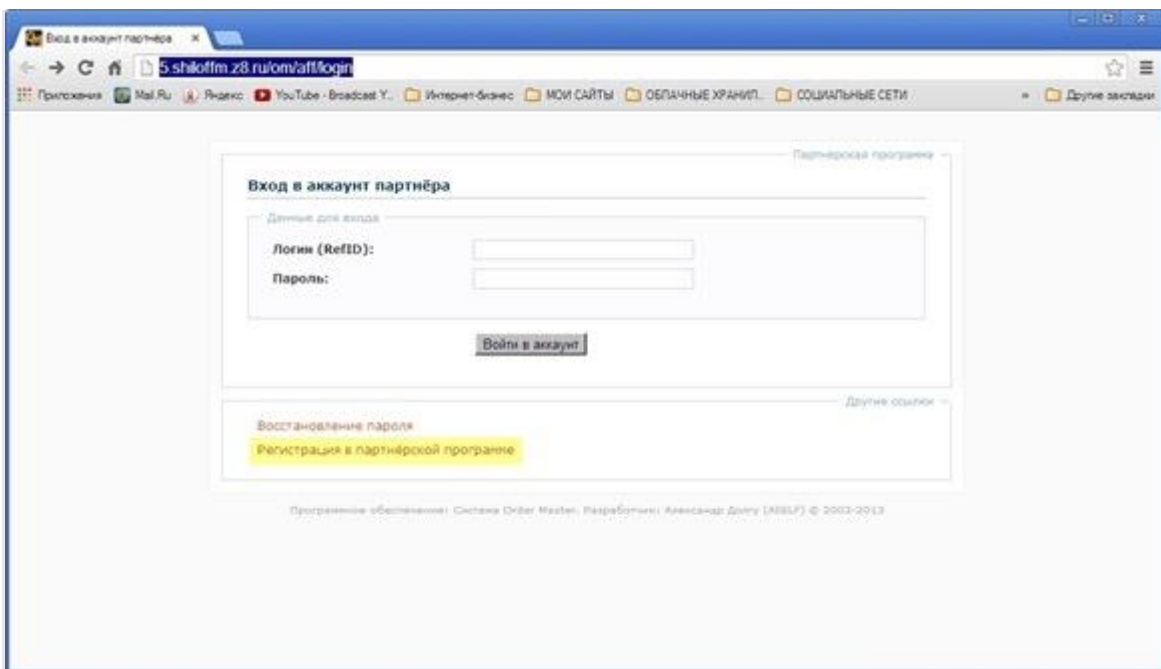 Вход в аккаунт партнёра
5.shiloffm.z8.ru/om/aff/login
Приложения Mail.Ru Яндекс YouTube - Broadcast Y... Интернет-бизнес МОИ САЙТЫ ОБЛАЧНЫЕ ХРАНИЛ... СОЦИАЛЬНЫЕ СЕТИ » Другие закладки
Партнёрская программа
Вход в аккаунт партнёра
Данные для входа
Логин (RefID):
Пароль:
Войти в аккаунт
Другие ссылки
Восстановление пароля
Регистрация в партнёрской программе
Программное обеспечение: Система Order Master. Разработчик: Александр Долгу © 2003-2013